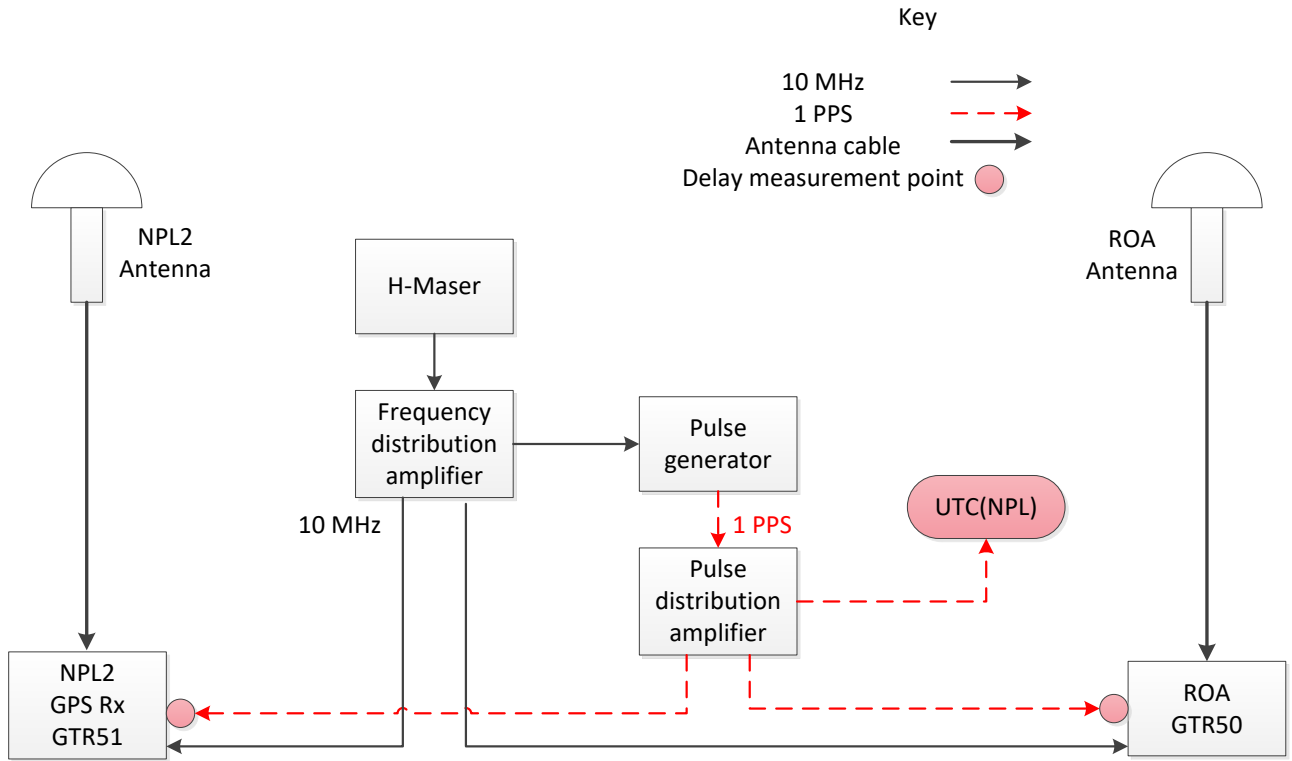 Key
10 MHz
1 PPS
Antenna cable
Delay measurement point
NPL2
Antenna
ROA
Antenna
H-Maser
Frequency
distribution
amplifier
Pulse
generator
UTC(NPL)
10 MHz
1 PPS
Pulse
distribution
amplifier
NPL2
GPS Rx
GTR51
ROA
GTR50